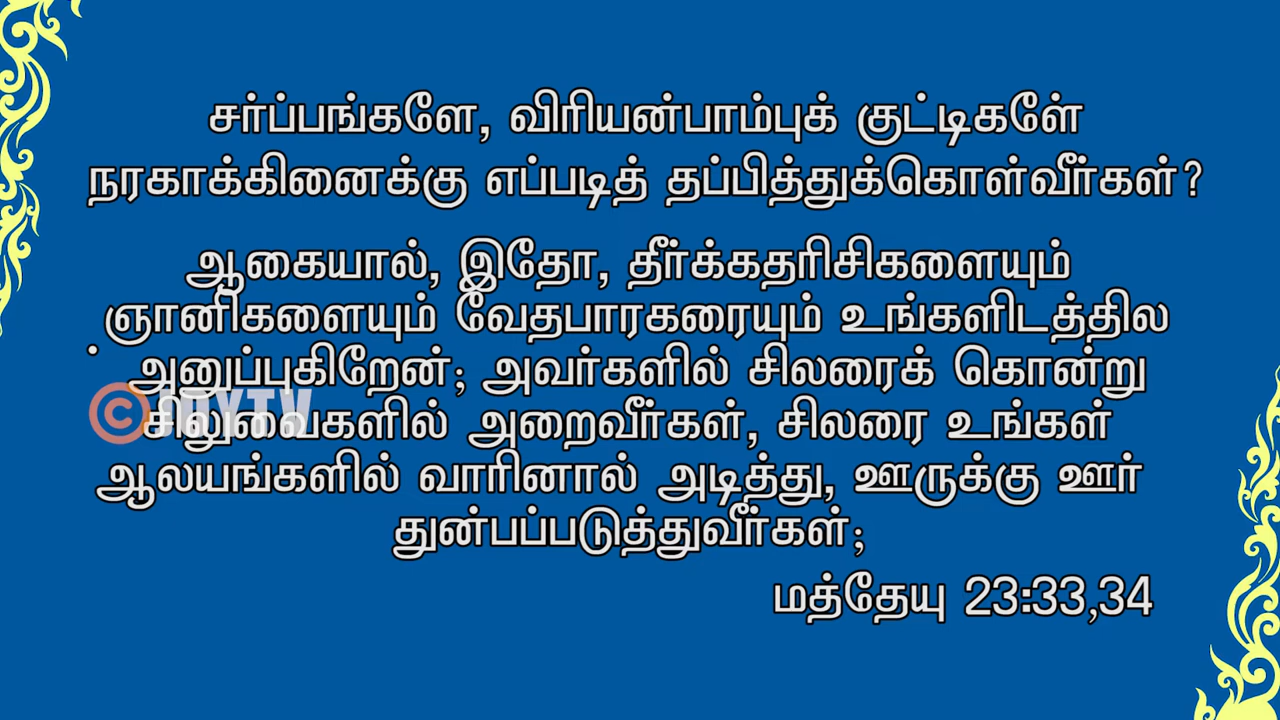 சர்ப்பங்களே, விரியன்பாம்புக் குட்டிகளே்
நரகாக்கினைக்கு எப்படித் தப்பித்துக்கொள்வீர்கள்?
ஆகையால், இதோ, தீர்க்கதரிசிகளையும்
ஞானிகளையும் வேதபாரகரையும் உங்களிடத்தில
அனுப்புகிறேன்; அவர்களில் சிலரைக் கொன்று
சிலுவைகளில் அறைவீர்கள், சிலரை உங்கள்
ஆலயங்களில் வாரினால் அடித்து, ஊருக்கு ஊர்
துன்பப்படுத்துவீர்கள்;
மத்தேயு 23:33,34
© JOYTV